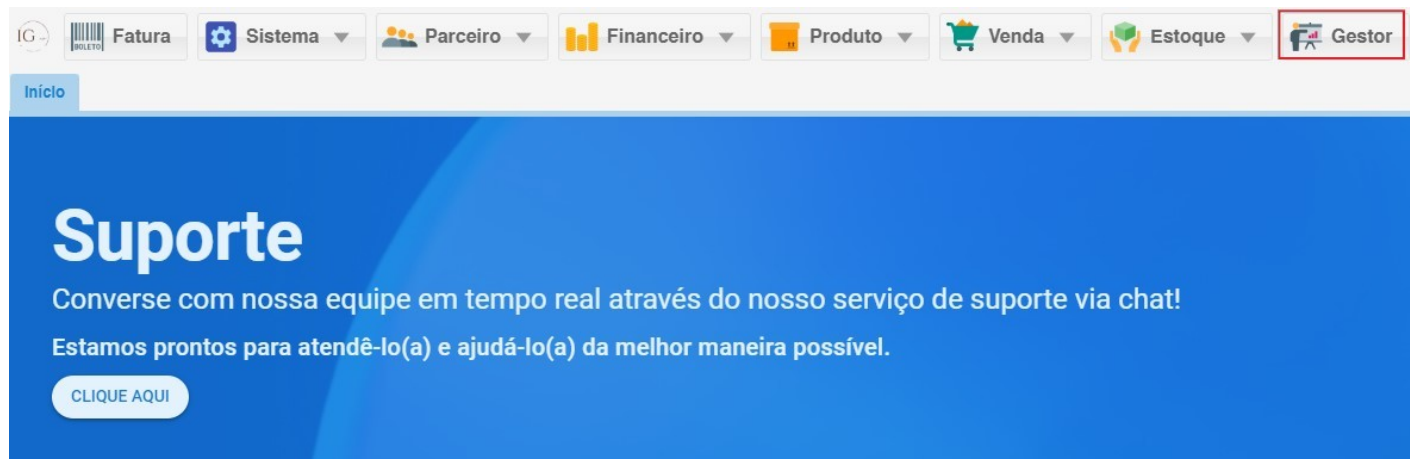 IG
BOLETO Fatura Sistema Parceiro Financeiro Produto Venda Estoque Gestor
Início
Suporte
Converse com nossa equipe em tempo real através do nosso serviço de suporte via chat!
Estamos prontos para atendê-lo(a) e ajudá-lo(a) da melhor maneira possível.
CLIQUE AQUI